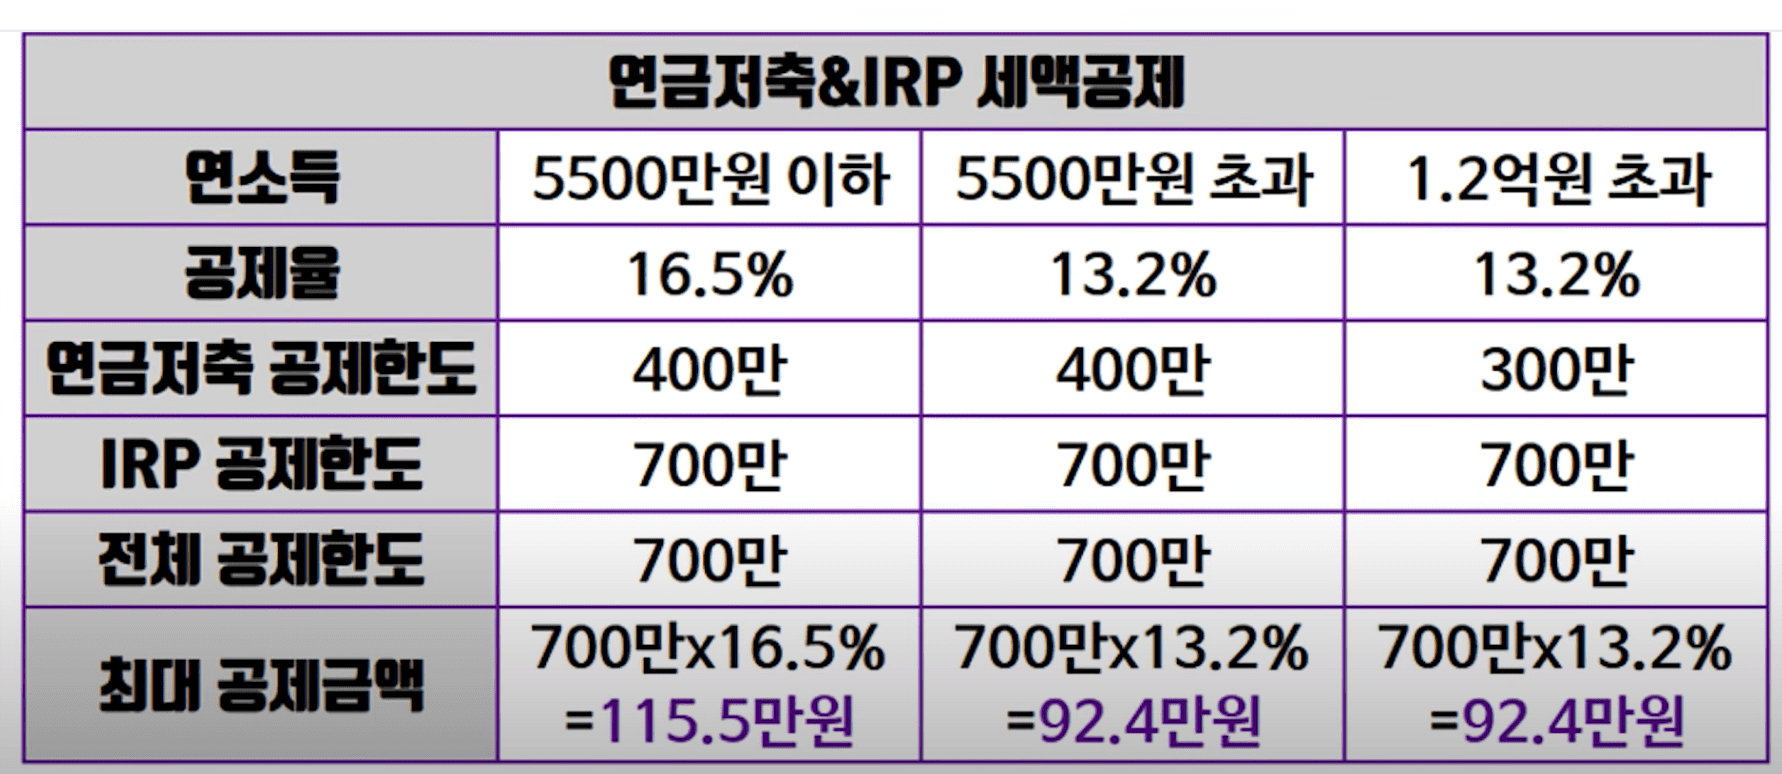 연금저축&IRP 세액공제
연소득 5500만원 이하 5500만원 초과 1.2억원 초과
공제율 16.5% 13.2% 13.2%
연금저축 공제한도 400만 400만 300만
IRP 공제한도 700만 700만 700만
전체 공제한도 700만 700만 700만
최대 공제금액 700만x16.5% 700만x13.2% 700만x13.2%
=115.5만원 =92.4만원 =92.4만원